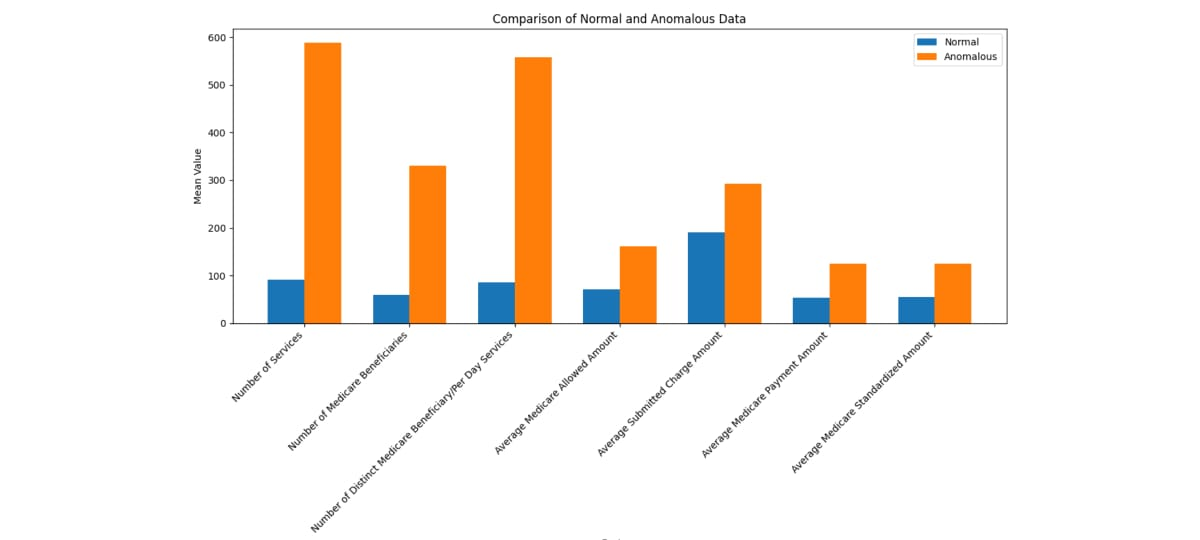 Comparison of Normal and Anomalous Data
Normal
Anomalous
600
500
400
300
200
100
0
Mean Value
Number of Services
Number of Medicare Beneficiaries
Number of Distinct Medicare Beneficiary/Per Day Services
Average Medicare Allowed Amount
Average Submitted Charge Amount
Average Medicare Payment Amount
Average Medicare Standardized Amount